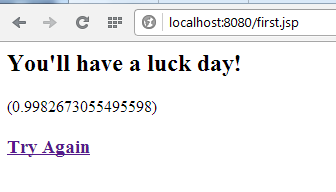 localhost:8080/first.jsp
You'll have a luck day!
(0.9982673055495598)
Try Again